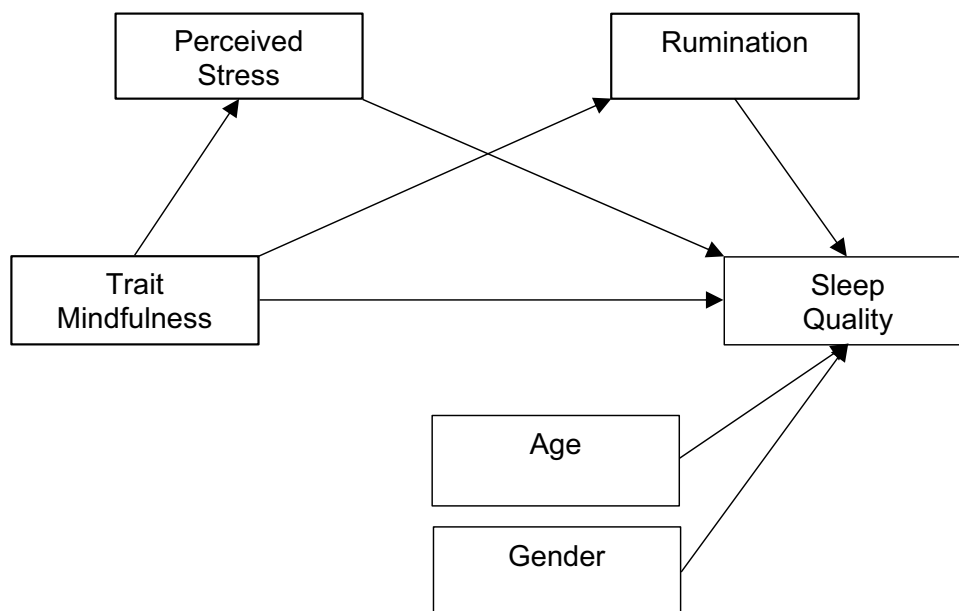 Perceived
Stress
Rumination
Trait
Mindfulness
Sleep
Quality
Age
Gender